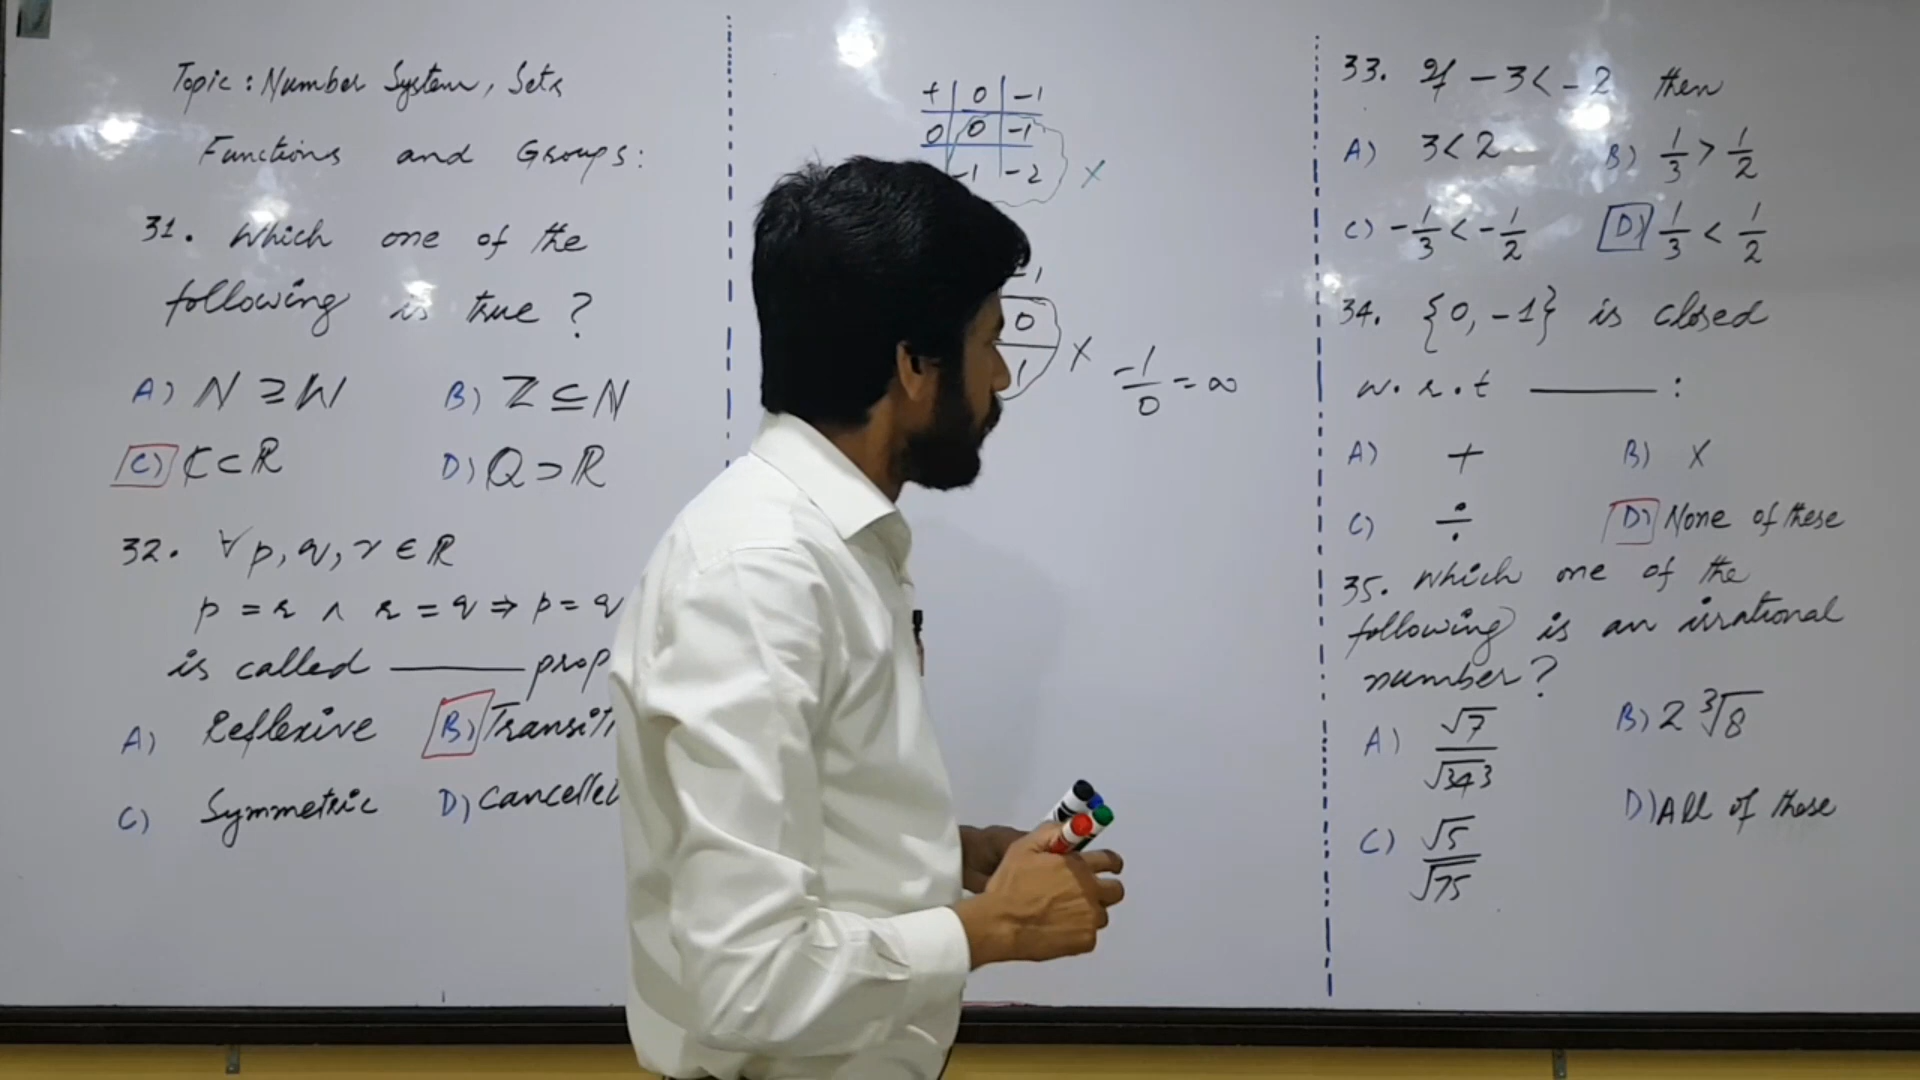 Topic: Number System, Sets
Functions and Groups:
31. Which one of the
following is true?
A) N ⊇ W B) Z ⊆ N
C) ₵ ⊂ R D) Q ⊃ R
32. ∀ p, q, r ∈ R
p = r ∧ r = q ⇒ p = q
is called ______ prop
A) Reflexive B) Transiti
C) Symmetric D) Cancellat
+ | 0 | -1
0 | 0 | -1
-1 | -2 X
-1
0
1 X
-1/0 = ∞
33. If -3 < -2 then
A) 3 < 2 B) 1/3 > 1/2
C) -1/3 < -1/2 D) 1/3 < 1/2
34. {0, -1} is closed
w.r.t ______ :
A) + B) ×
C) ÷ D) None of these
35. Which one of the
following is an irrational
number?
A) √7/√343 B) 2 ∛8
C) √5/√75 D) All of these